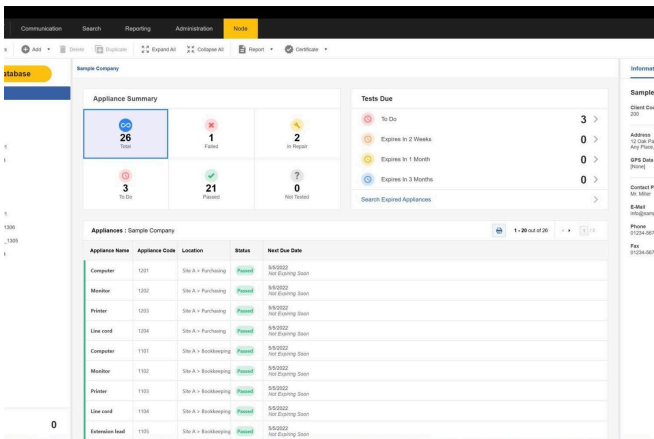 Communication Search Reporting Administration Node
Add Delete Duplicate Expand All Collapse All Report Certificate
atabase
Sample Company
Informat
Appliance Summary
26
Total
1
Failed
2
In Repair
3
To Do
21
Passed
?
0
Not Tested
Tests Due
To Do 3
Expires In 2 Weeks 0
Expires In 1 Month 0
Expires In 3 Months 0
Search Expired Appliances
Sample
Client Cod
200
Address
12 Oak Pa
Any Place,
GPS Data
[None]
Contact P
Mr. Miller
E-Mail
info@samp
Phone
01234-567
Fax
01234-567
1306
_1305
0
Appliances : Sample Company 1 - 20 out of 26
Appliance Name Appliance Code Location Status Next Due Date
Computer 1201 Site A > Purchasing Passed 5/5/2022
Not Expiring Soon
Monitor 1202 Site A > Purchasing Passed 5/5/2022
Not Expiring Soon
Printer 1203 Site A > Purchasing Passed 5/5/2022
Not Expiring Soon
Line cord 1204 Site A > Purchasing Passed 5/5/2022
Not Expiring Soon
Computer 1101 Site A > Bookkeeping Passed 5/5/2022
Not Expiring Soon
Monitor 1102 Site A > Bookkeeping Passed 5/5/2022
Not Expiring Soon
Printer 1103 Site A > Bookkeeping Passed 5/5/2022
Not Expiring Soon
Line cord 1104 Site A > Bookkeeping Passed 5/5/2022
Not Expiring Soon
Extension lead 1105 Site A > Bookkeeping Passed 5/5/2022
Not Expiring Soon